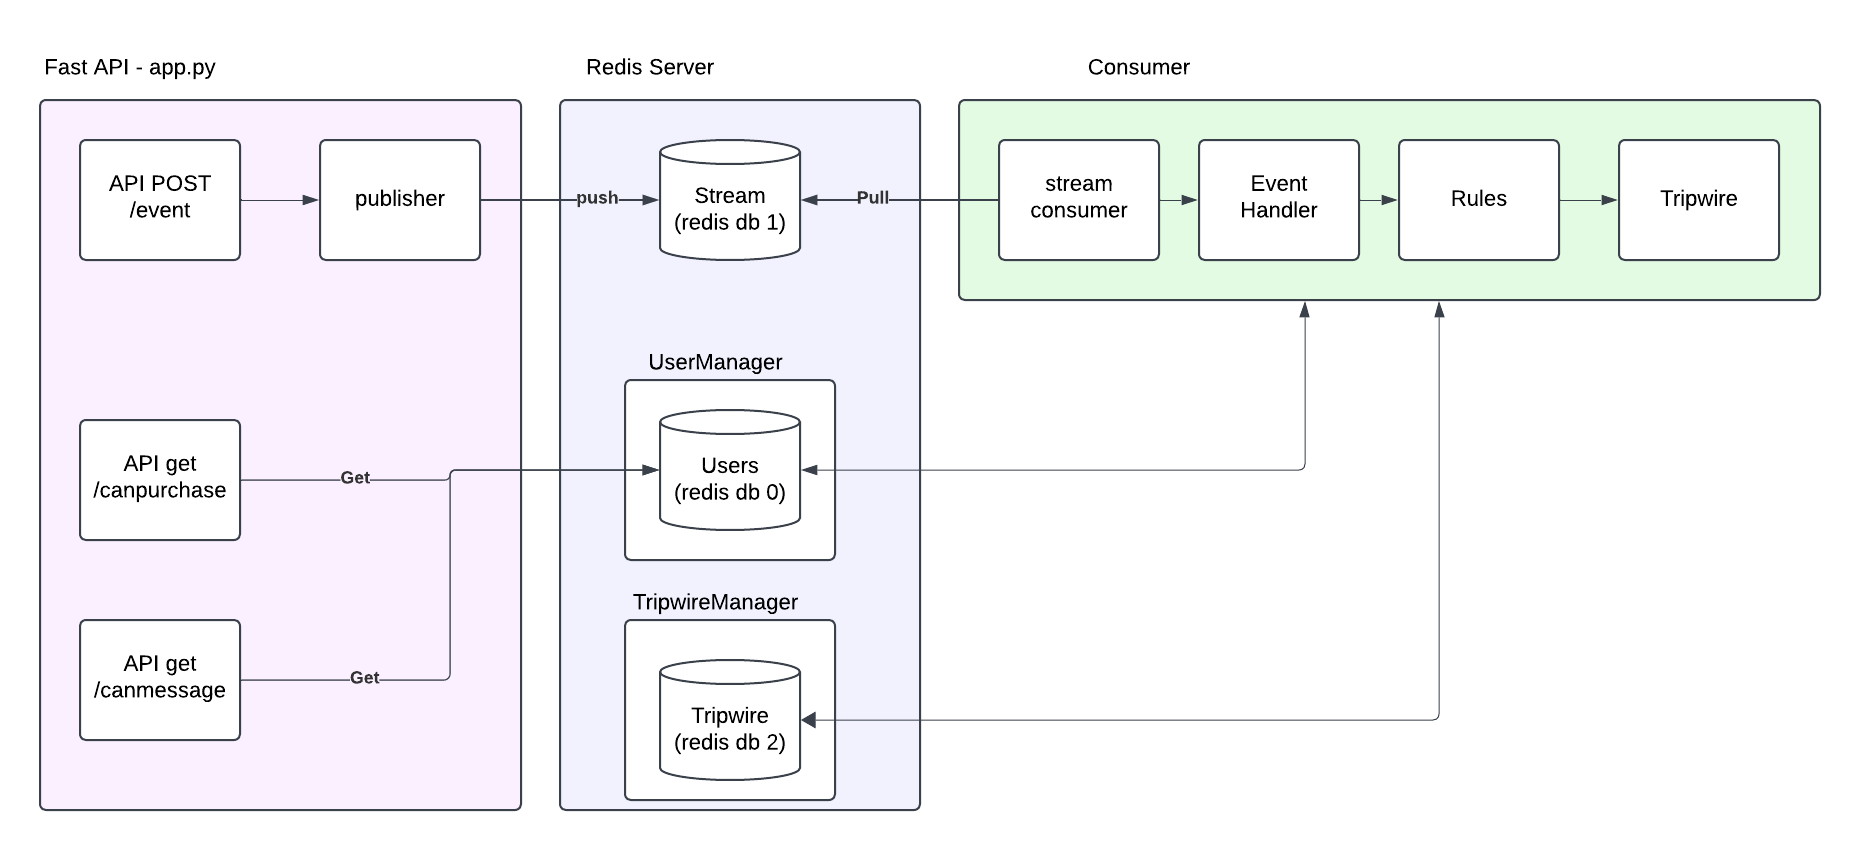 Fast API - app.py
Redis Server
Consumer
API POST
/event
publisher
push
Stream
(redis db 1)
Pull
stream
consumer
Event
Handler
Rules
Tripwire
UserManager
API get
/canpurchase
Get
Users
(redis db 0)
TripwireManager
API get
/canmessage
Get
Tripwire
(redis db 2)